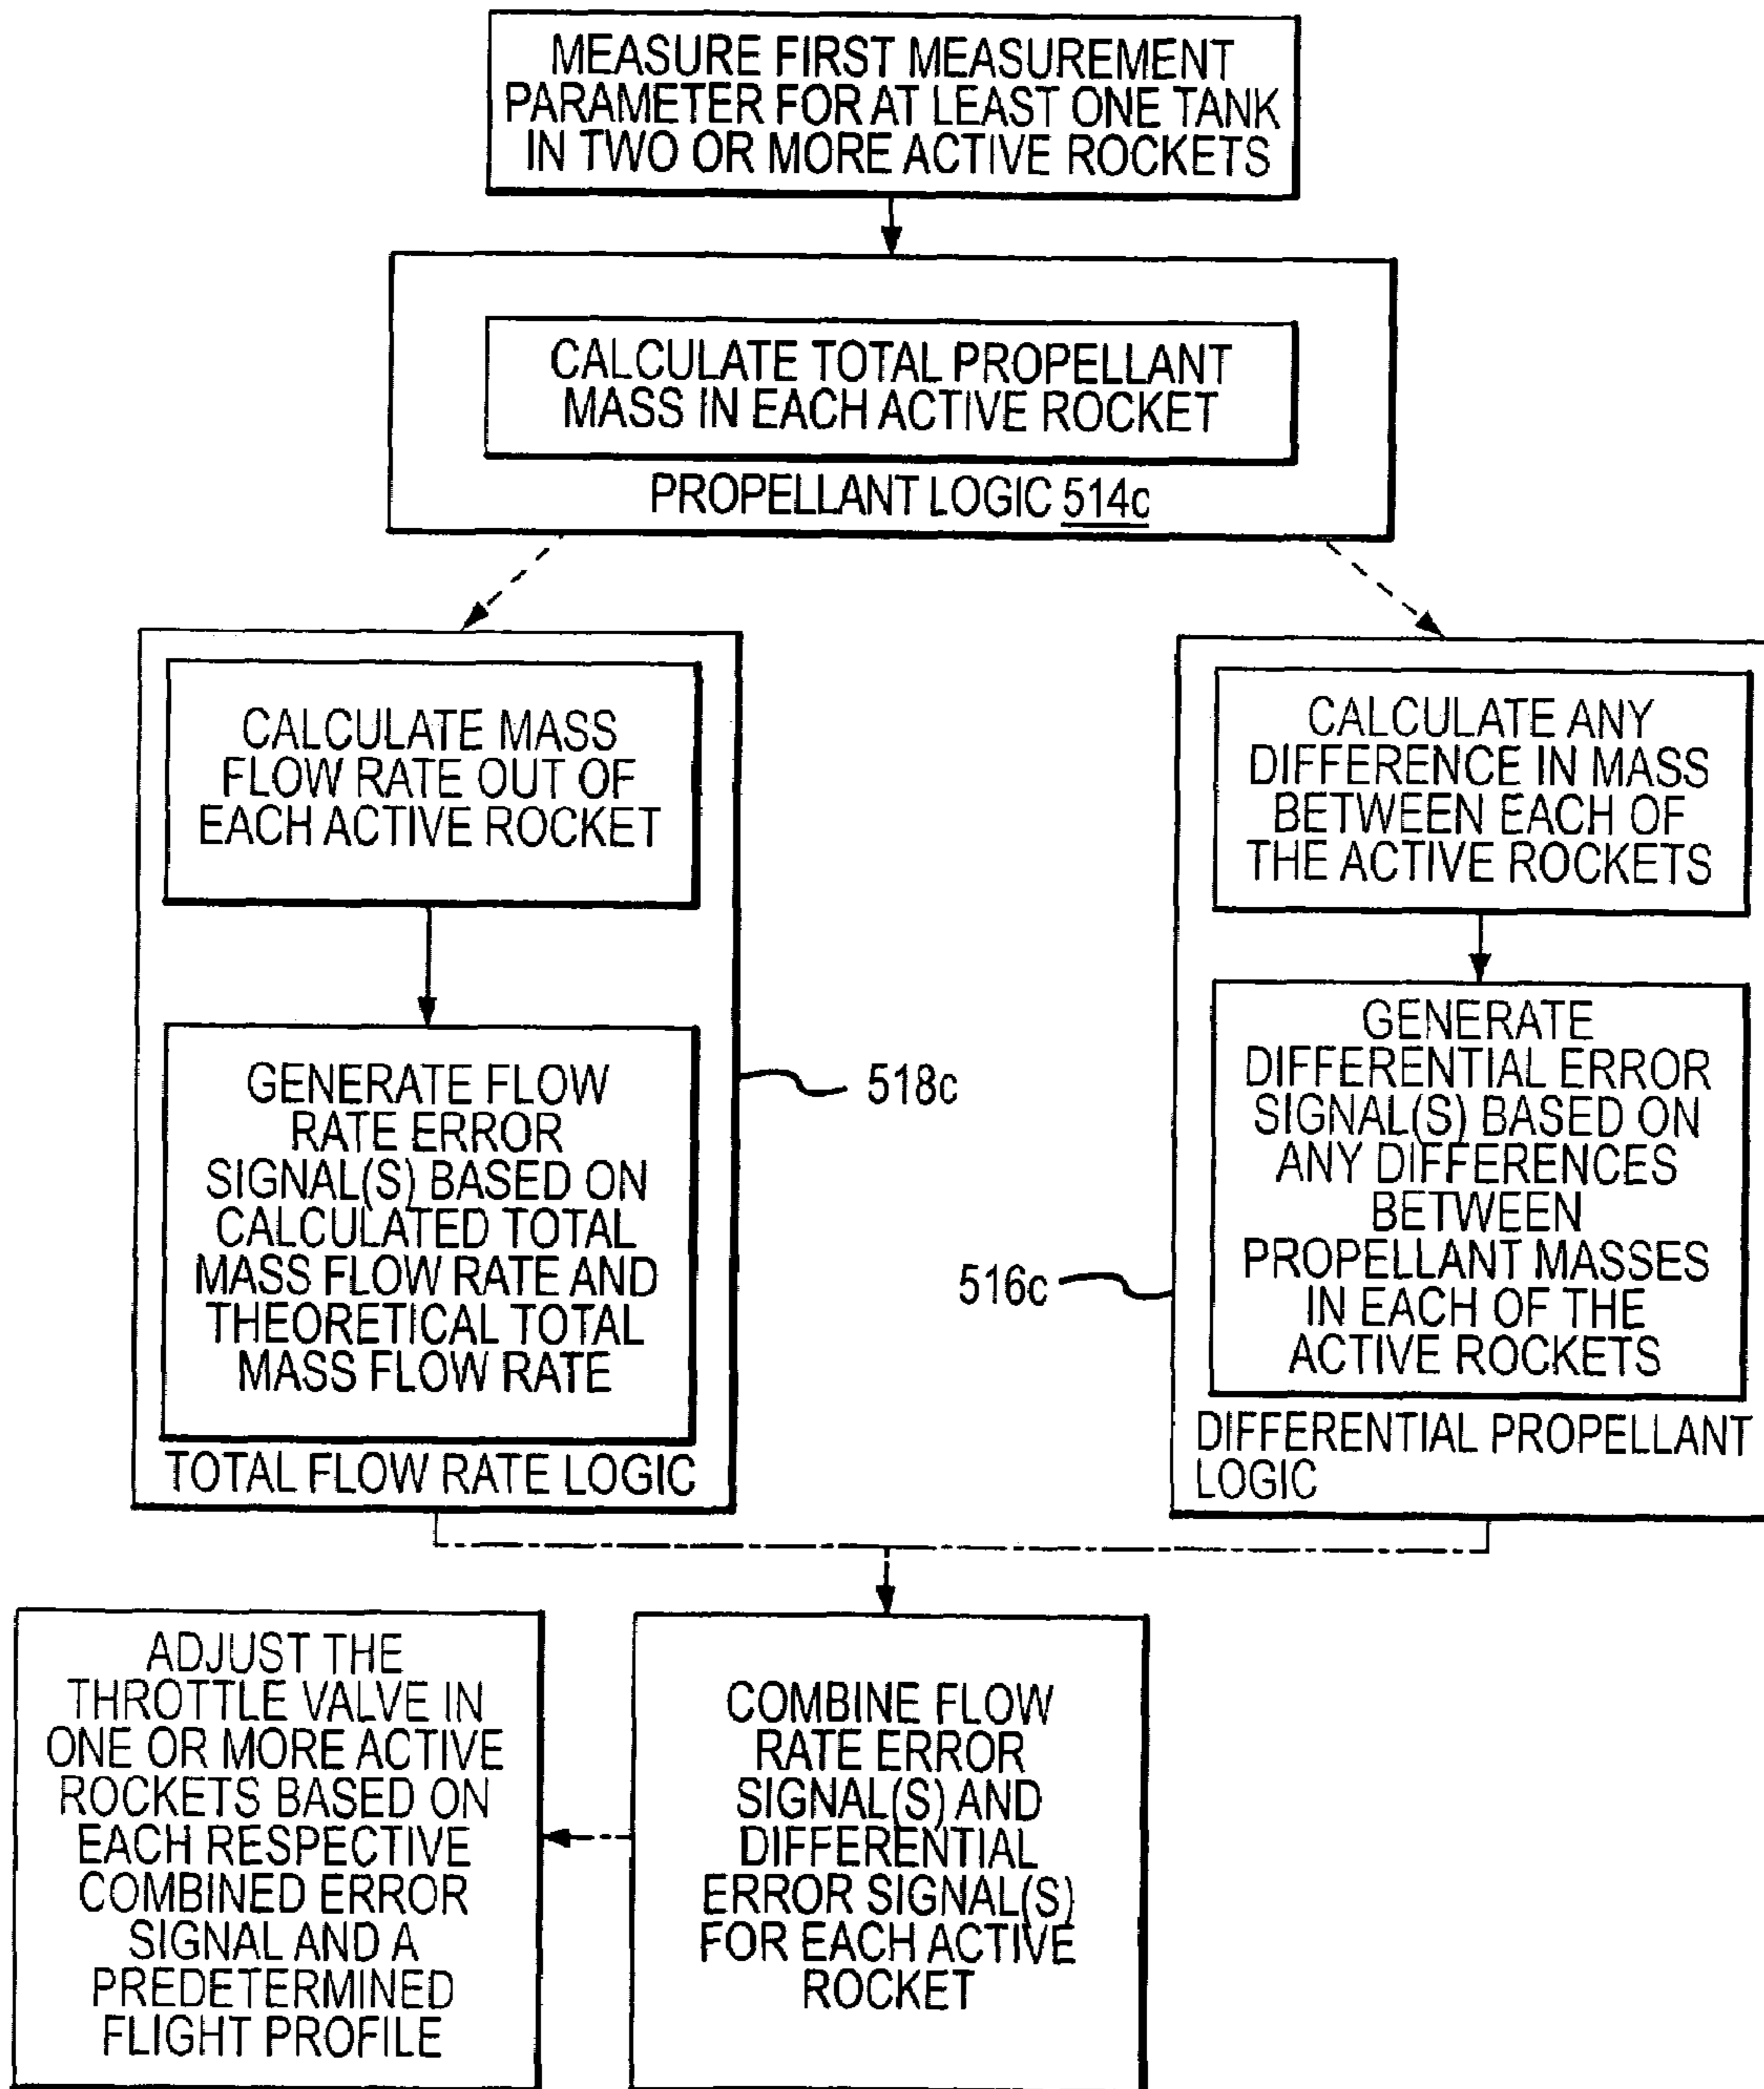 MEASURE FIRST MEASUREMENT
PARAMETER FOR AT LEAST ONE TANK
IN TWO OR MORE ACTIVE ROCKETS
CALCULATE TOTAL PROPELLANT
MASS IN EACH ACTIVE ROCKET
PROPELLANT LOGIC 514c
CALCULATE MASS
FLOW RATE OUT OF
EACH ACTIVE ROCKET
GENERATE FLOW
RATE ERROR
SIGNAL(S) BASED ON
CALCULATED TOTAL
MASS FLOW RATE AND
THEORETICAL TOTAL
MASS FLOW RATE
TOTAL FLOW RATE LOGIC
518c
CALCULATE ANY
DIFFERENCE IN MASS
BETWEEN EACH OF
THE ACTIVE ROCKETS
GENERATE
DIFFERENTIAL ERROR
SIGNAL(S) BASED ON
ANY DIFFERENCES
BETWEEN
PROPELLANT MASSES
IN EACH OF THE
ACTIVE ROCKETS
DIFFERENTIAL PROPELLANT
LOGIC
516c
COMBINE FLOW
RATE ERROR
SIGNAL(S) AND
DIFFERENTIAL
ERROR SIGNAL(S)
FOR EACH ACTIVE
ROCKET
ADJUST THE
THROTTLE VALVE IN
ONE OR MORE ACTIVE
ROCKETS BASED ON
EACH RESPECTIVE
COMBINED ERROR
SIGNAL AND A
PREDETERMINED
FLIGHT PROFILE